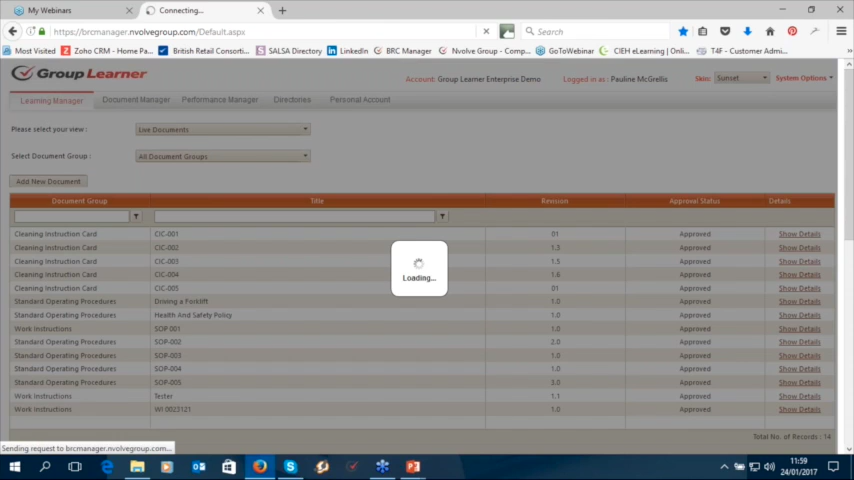 My Webinars
Connecting...
https://brcmanager.nvolvegroup.com/Default.aspx
Search
Most Visited Zoho CRM - Home Pa... British Retail Consorti... SALSA Directory LinkedIn BRC Manager Nvolve Group - Comp... GoToWebinar CIEH eLearning | Onli... T4F - Customer Admi...
Group Learner
Account: Group Learner Enterprise Demo Logged in as : Pauline McGrellis Skin: Sunset System Options
Learning Manager Document Manager Performance Manager Directories Personal Account
Please select your view : Live Documents
Select Document Group : All Document Groups
Add New Document
Document Group Title Revision Approval Status Details
Cleaning Instruction Card CIC-001 01 Approved Show Details
Cleaning Instruction Card CIC-002 1.3 Approved Show Details
Cleaning Instruction Card CIC-003 1.5 Approved Show Details
Cleaning Instruction Card CIC-004 1.6 Approved Show Details
Cleaning Instruction Card CIC-005 01 Approved Show Details
Standard Operating Procedures Driving a Forklift 1.0 Approved Show Details
Standard Operating Procedures Health And Safety Policy 1.0 Approved Show Details
Work Instructions SOP 001 1.0 Approved Show Details
Standard Operating Procedures SOP-002 2.0 Approved Show Details
Standard Operating Procedures SOP-003 1.0 Approved Show Details
Standard Operating Procedures SOP-004 1.0 Approved Show Details
Standard Operating Procedures SOP-005 3.0 Approved Show Details
Work Instructions Tester 1.1 Approved Show Details
Work Instructions WI 0023121 1.0 Approved Show Details
Loading...
Total No. of Records : 14
Sending request to brcmanager.nvolvegroup.com...
11:59
24/01/2017